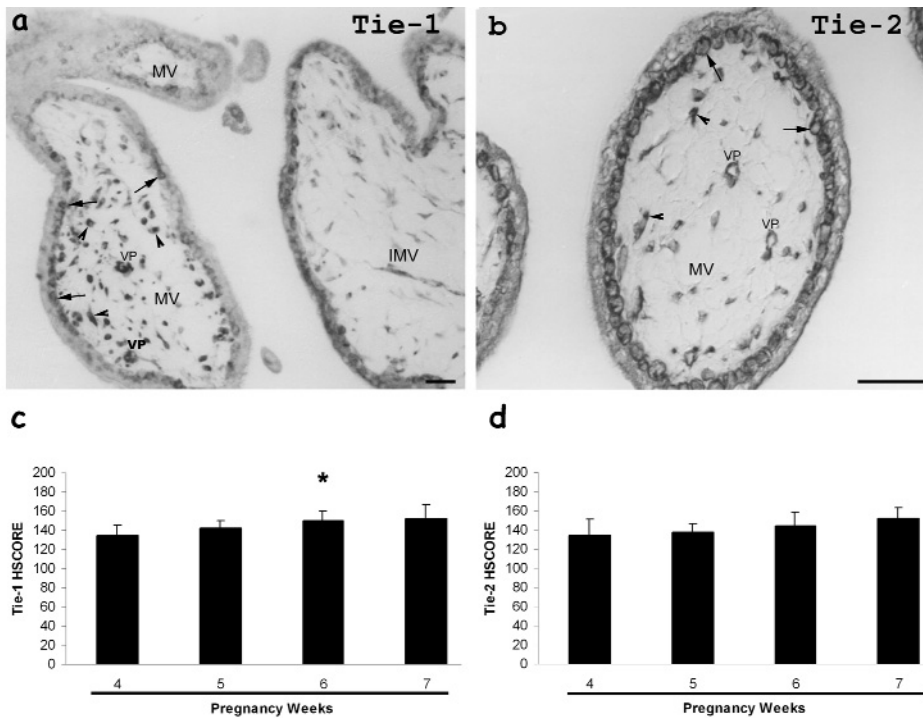 a Tie-1
MV
IMV
VP
MV
VP
b Tie-2
VP
VP
MV
c
*
200
180
160
140
120
100
80
60
40
20
0
Tie-1 HSCORE
4 5 6 7
Pregnancy Weeks
d
200
180
160
140
120
100
80
60
40
20
0
Tie-2 HSCORE
4 5 6 7
Pregnancy Weeks